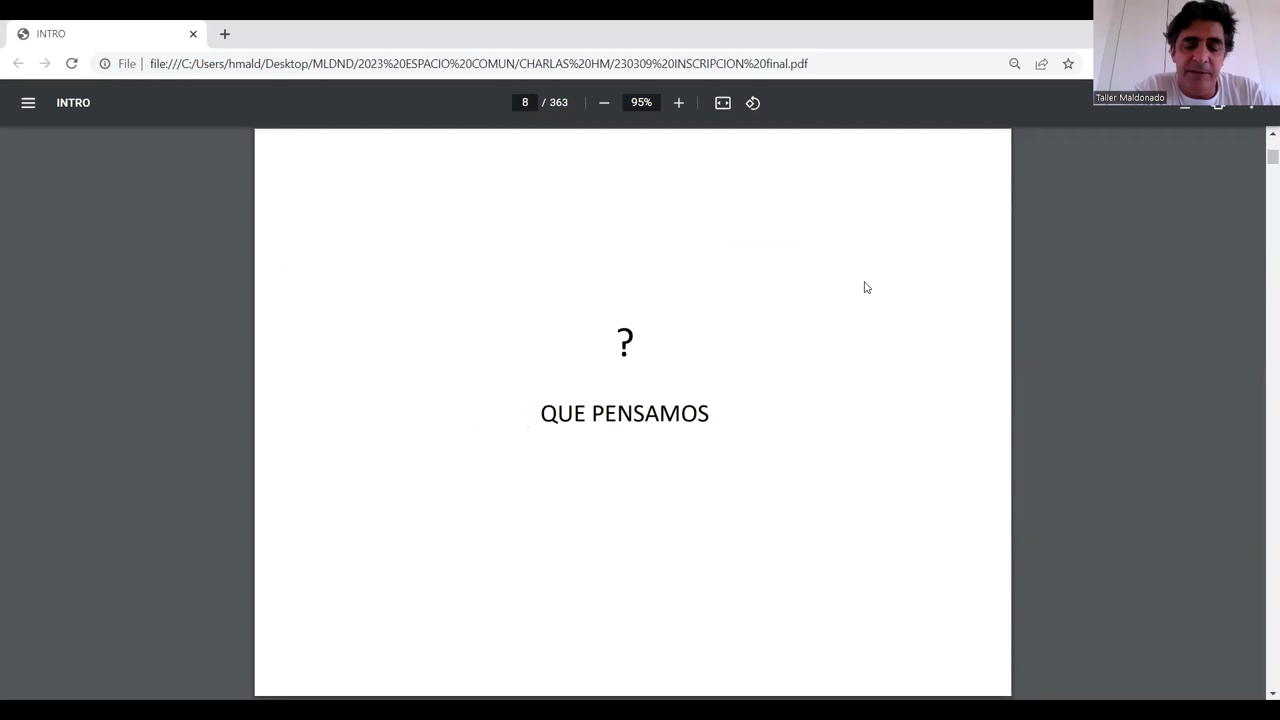 INTRO
File file:///C:/Users/hmald/Desktop/MLDND/2023%20ESPACIO%20COMUN/CHARLAS%20HM/230309%20INSCRIPCION%20final.pdf
INTRO 8 / 363 95%
Taller Maldonado
?
QUE PENSAMOS